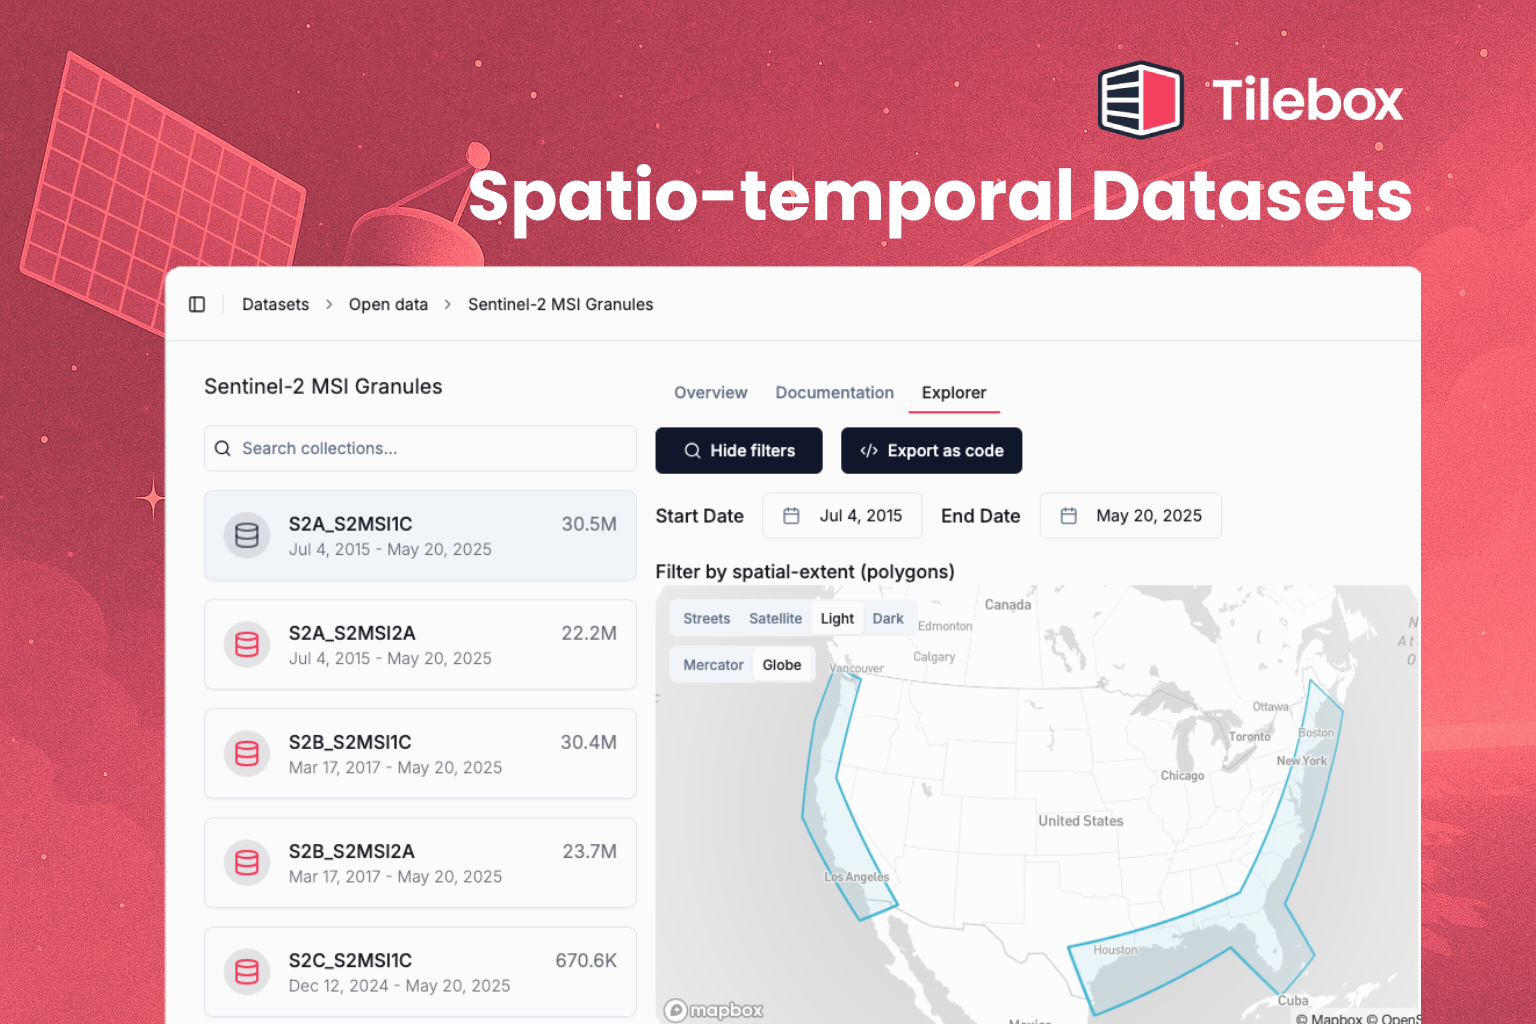 Tilebox
Spatio-temporal Datasets
Datasets > Open data > Sentinel-2 MSI Granules
Sentinel-2 MSI Granules
Search collections...
S2A_S2MSI1C 30.5M
Jul 4, 2015 - May 20, 2025
S2A_S2MSI2A 22.2M
Jul 4, 2015 - May 20, 2025
S2B_S2MSI1C 30.4M
Mar 17, 2017 - May 20, 2025
S2B_S2MSI2A 23.7M
Mar 17, 2017 - May 20, 2025
S2C_S2MSI1C 670.6K
Dec 12, 2024 - May 20, 2025
Overview Documentation Explorer
Hide filters </> Export as code
Start Date Jul 4, 2015 End Date May 20, 2025
Filter by spatial-extent (polygons)
Streets Satellite Light Dark
Mercator Globe
Canada
Edmonton
Calgary
Vancouver
Ottawa
Toronto
Boston
New York
Chicago
United States
Los Angeles
Houston
Cuba
mapbox
© Mapbox ©